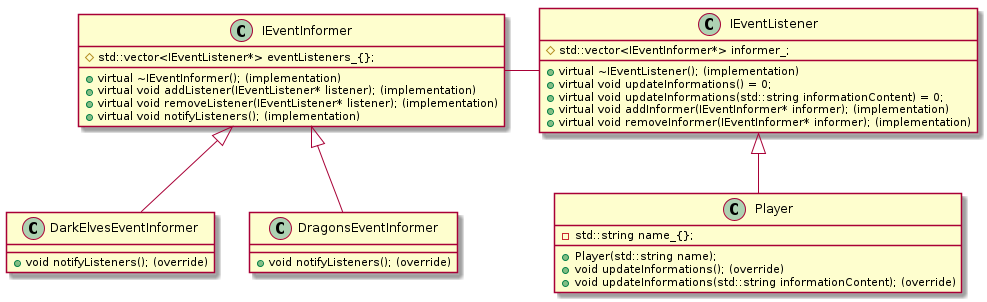 C IEventInformer
std::vector<IEventListener*> eventListeners_{};
virtual ~IEventInformer(); (implementation)
virtual void addListener(IEventListener* listener); (implementation)
virtual void removeListener(IEventListener* listener); (implementation)
virtual void notifyListeners(); (implementation)
C IEventListener
std::vector<IEventInformer*> informer_;
virtual ~IEventListener(); (implementation)
virtual void updateInformations() = 0;
virtual void updateInformations(std::string informationContent) = 0;
virtual void addInformer(IEventInformer* informer); (implementation)
virtual void removeInformer(IEventInformer* informer); (implementation)
C DarkElvesEventInformer
void notifyListeners(); (override)
C DragonsEventInformer
void notifyListeners(); (override)
C Player
std::string name_{};
Player(std::string name);
void updateInformations(); (override)
void updateInformations(std::string informationContent); (override)